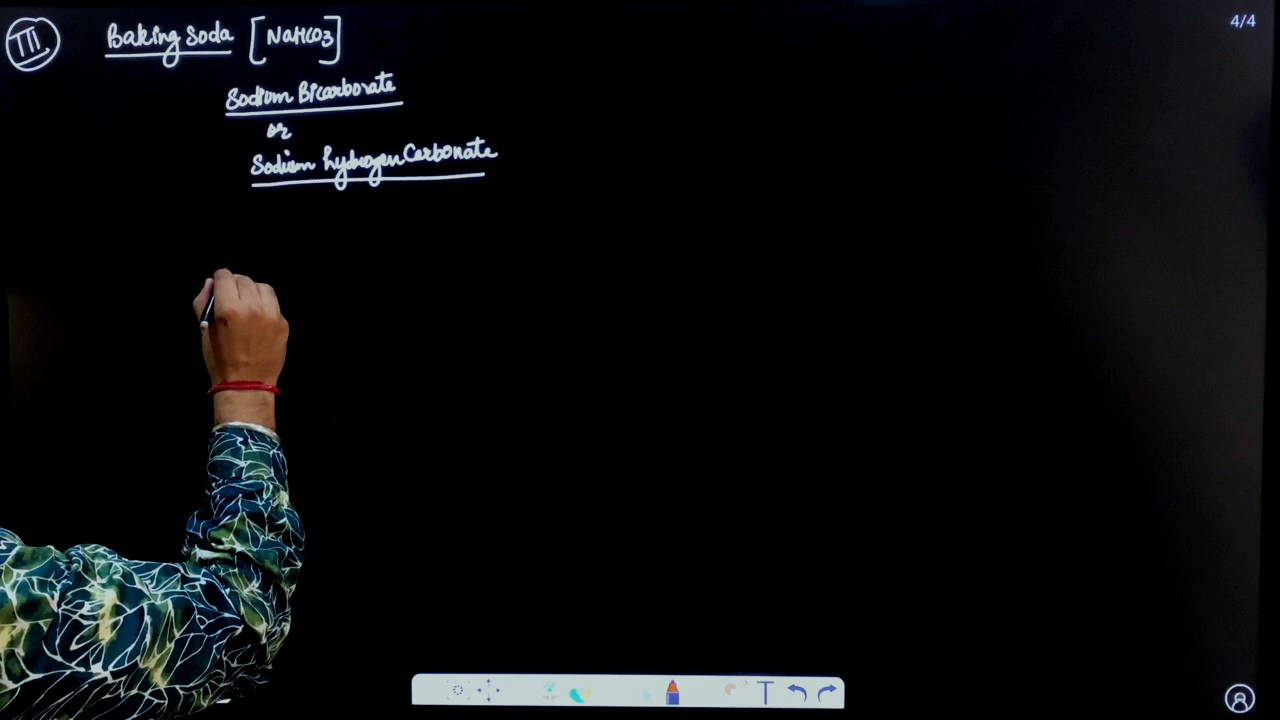 III Baking Soda [NaHCO3]
4/4
Sodium Bicarbonate
or
Sodium hydrogen Carbonate
T